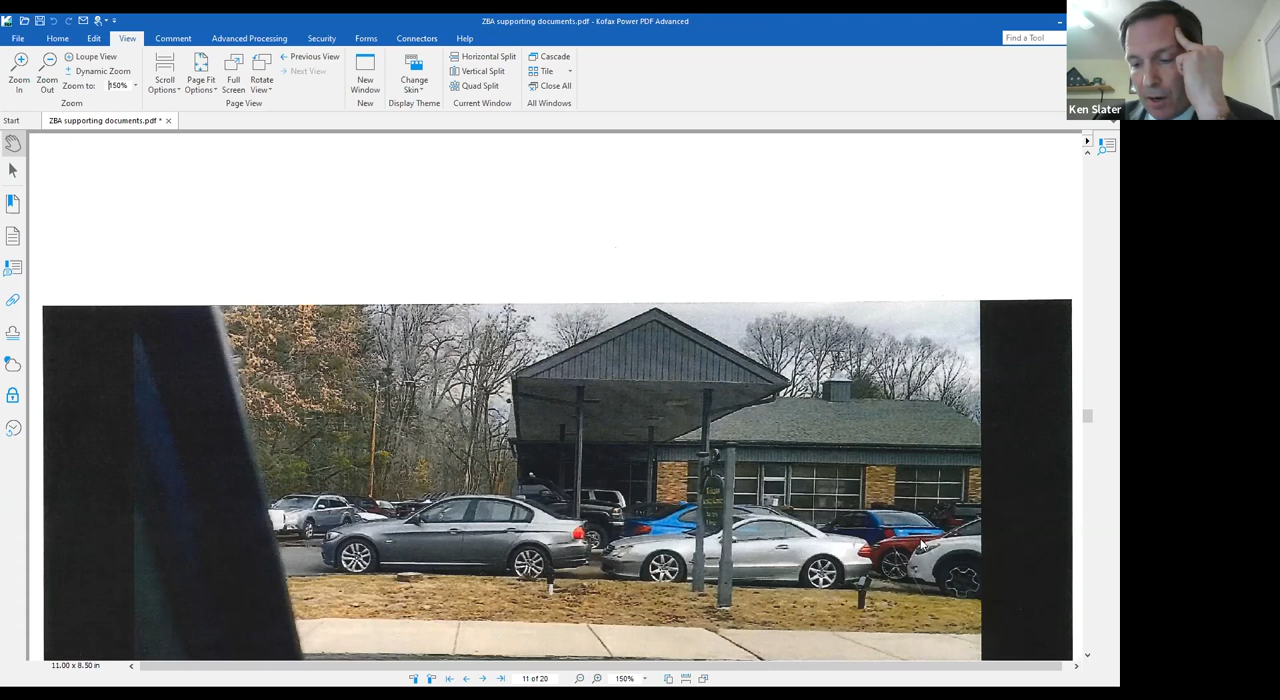 ZBA supporting documents.pdf - Kofax Power PDF Advanced
File Home Edit View Comment Advanced Processing Security Forms Connectors Help
Find a Tool
Zoom In
Zoom Out
Loupe View
Dynamic Zoom
Zoom to: 150%
Zoom
Scroll Options
Page Fit Options
Full Screen
Rotate View
Previous View
Next View
Page View
New Window
New
Change Skin
Display Theme
Horizontal Split
Vertical Split
Quad Split
Current Window
Cascade
Tile
Close All
All Windows
Ken Slater
Start
ZBA supporting documents.pdf *
11.00 x 8.50 in
11 of 20
150%